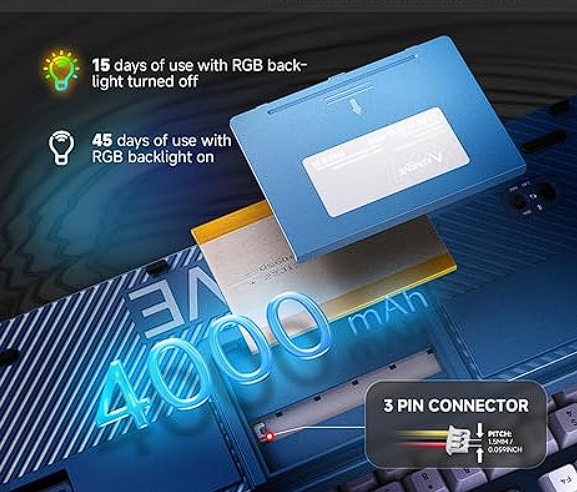 15 days of use with RGB back-
light turned off
45 days of use with
RGB backlight on
4000 mAh
3 PIN CONNECTOR
PITCH:
1.5MM /
0.059INCH
F4